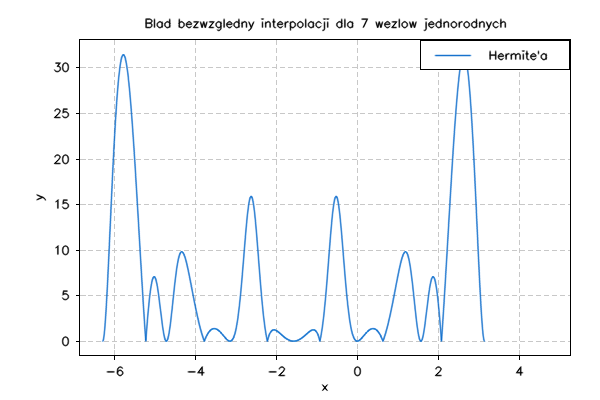 Blad bezwzgledny interpolacji dla 7 wezlow jednorodnych
Hermite'a
30
25
20
15
10
5
0
y
−6 −4 −2 0 2 4
x